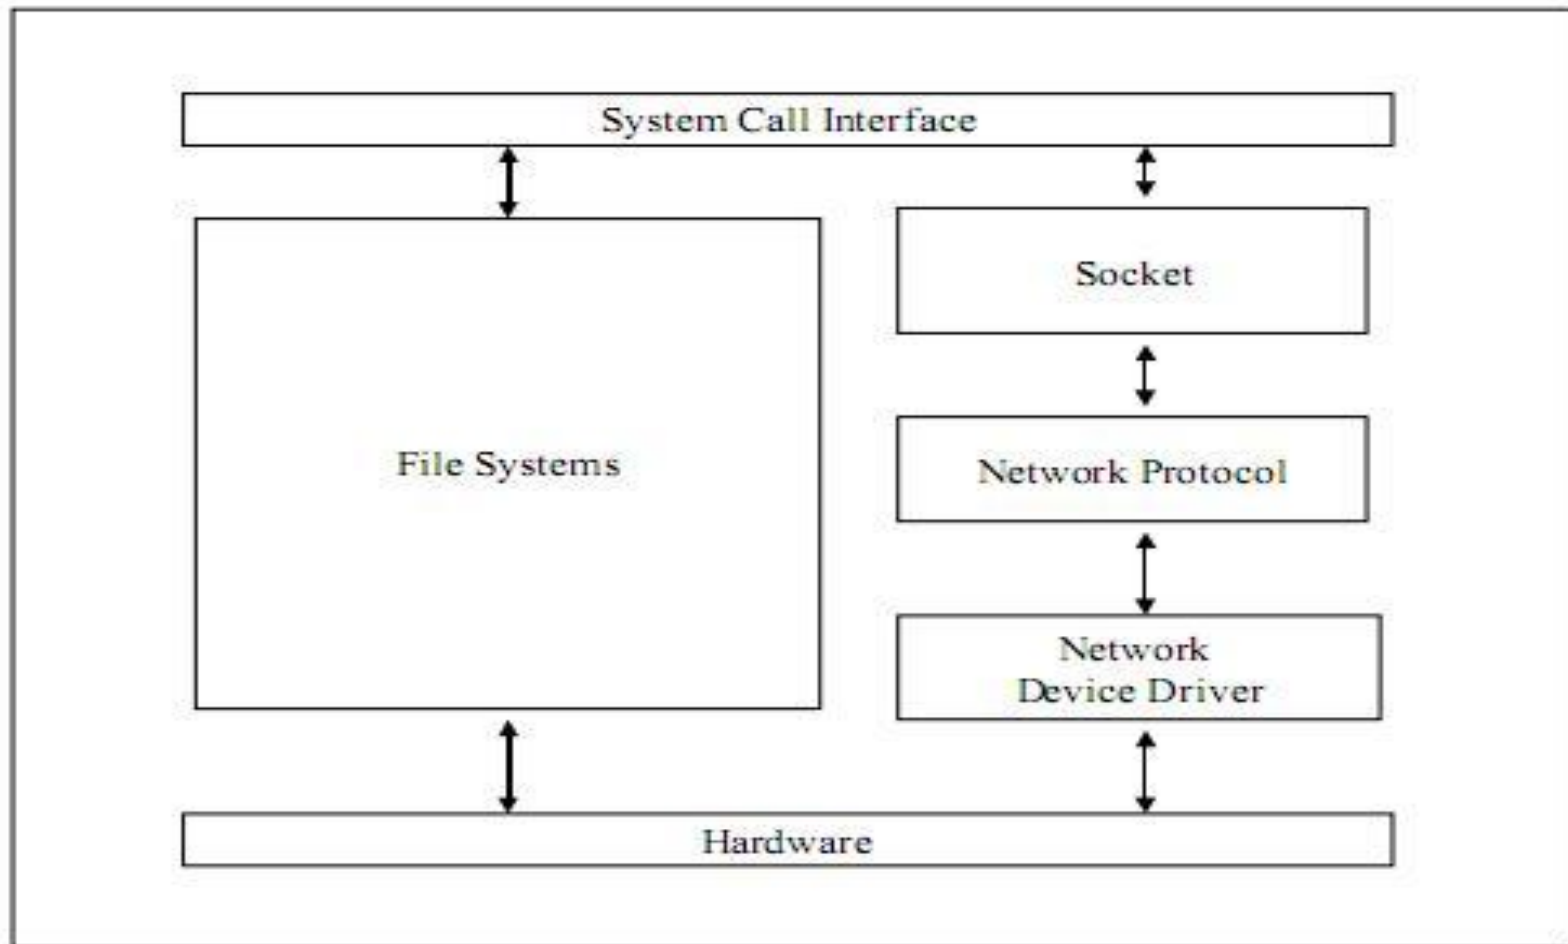 System Call Interface
Socket
File Systems
Network Protocol
Network
Device Driver
Hardware